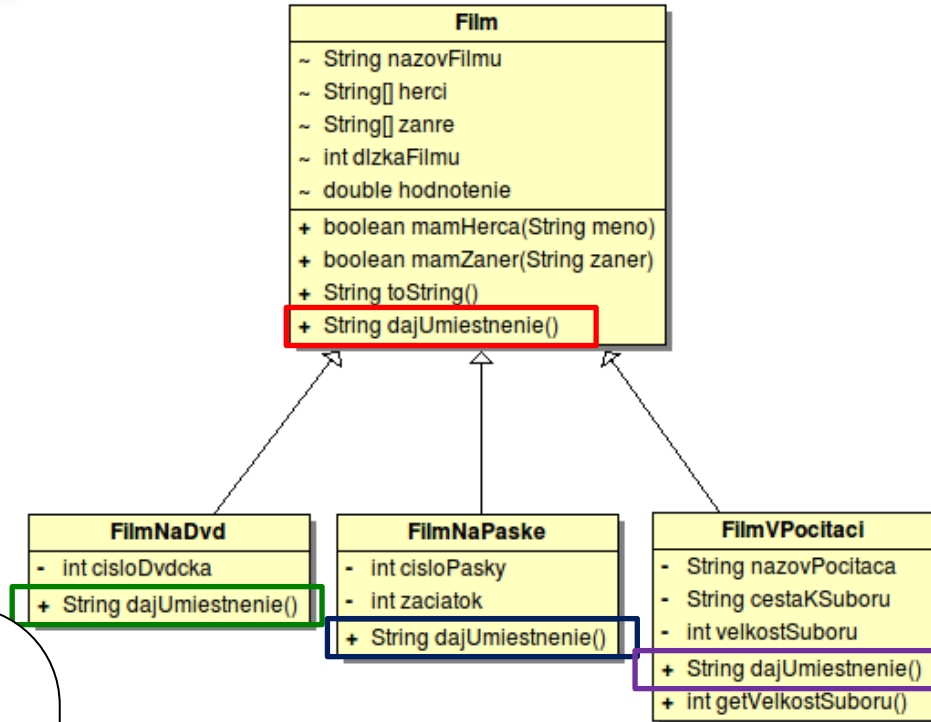 Film
~ String nazovFilmu
~ String[] herci
~ String[] zanre
~ int dlzkaFilmu
~ double hodnotenie
+ boolean mamHerca(String meno)
+ boolean mamZaner(String zaner)
+ String toString()
+ String dajUmiestnenie()
FilmNaDvd
- int cisloDvdcka
+ String dajUmiestnenie()
FilmNaPaske
- int cisloPasky
- int zaciatok
+ String dajUmiestnenie()
FilmVPocitaci
- String nazovPocitaca
- String cestaKSuboru
- int velkostSuboru
+ String dajUmiestnenie()
+ int getVelkostSuboru()